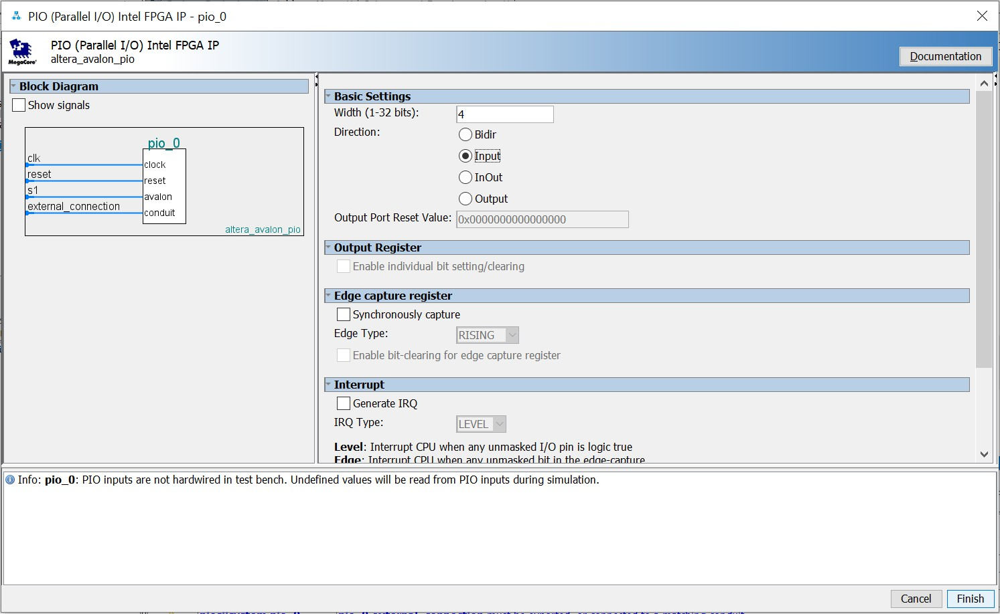 PIO (Parallel I/O) Intel FPGA IP - pio_0
PIO (Parallel I/O) Intel FPGA IP
altera_avalon_pio
MegaCore®
Documentation
Block Diagram
Show signals
pio_0
clk
clock
reset
reset
s1
avalon
external_connection
conduit
altera_avalon_pio
Basic Settings
Width (1-32 bits): 4
Direction:
Bidir
Input
InOut
Output
Output Port Reset Value: 0x0000000000000000
Output Register
Enable individual bit setting/clearing
Edge capture register
Synchronously capture
Edge Type: RISING
Enable bit-clearing for edge capture register
Interrupt
Generate IRQ
IRQ Type: LEVEL
Level: Interrupt CPU when any unmasked I/O pin is logic true
Edge: Interrupt CPU when any unmasked bit in the edge-capture
Info: pio_0: PIO inputs are not hardwired in test bench. Undefined values will be read from PIO inputs during simulation.
Cancel
Finish